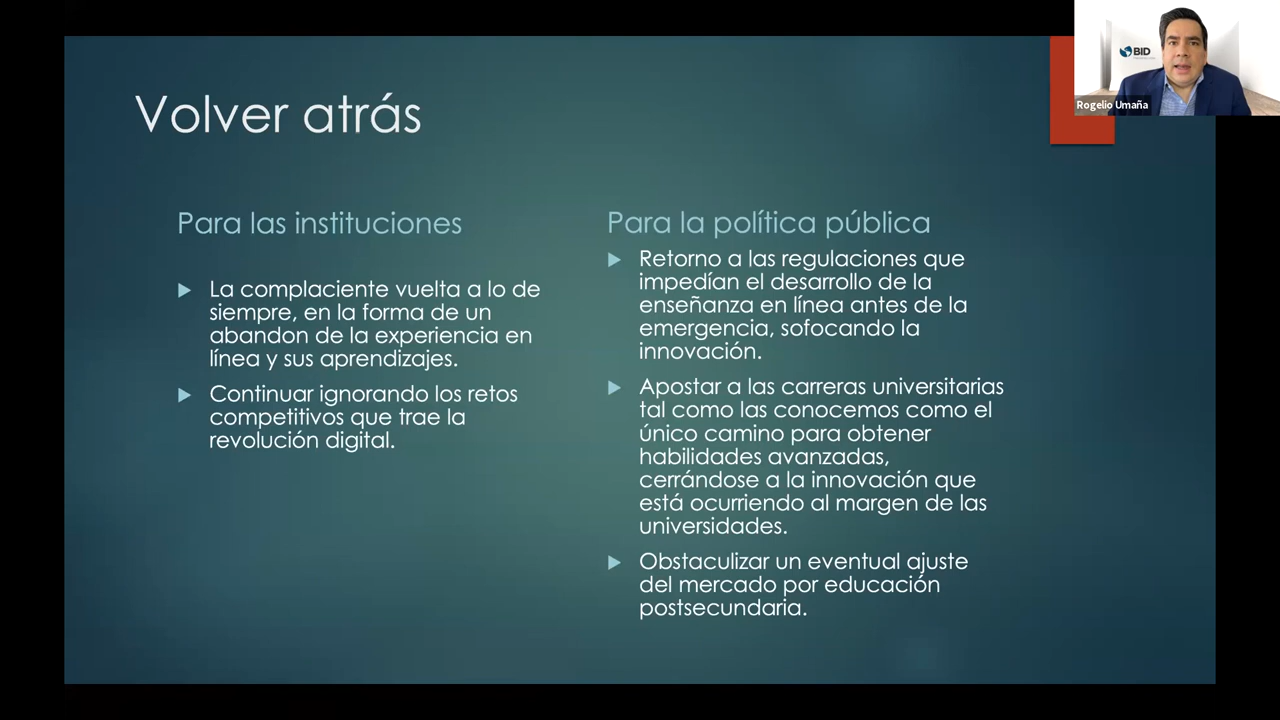 Volver atrás
Para las instituciones
La complaciente vuelta a lo de
siempre, en la forma de un
abandon de la experiencia en
línea y sus aprendizajes.
Continuar ignorando los retos
competitivos que trae la
revolución digital.
Para la política pública
Retorno a las regulaciones que
impedían el desarrollo de la
enseñanza en línea antes de la
emergencia, sofocando la
innovación.
Apostar a las carreras universitarias
tal como las conocemos como el
único camino para obtener
habilidades avanzadas,
cerrándose a la innovación que
está ocurriendo al margen de las
universidades.
Obstaculizar un eventual ajuste
del mercado por educación
postsecundaria.
BID
Rogelio Umaña